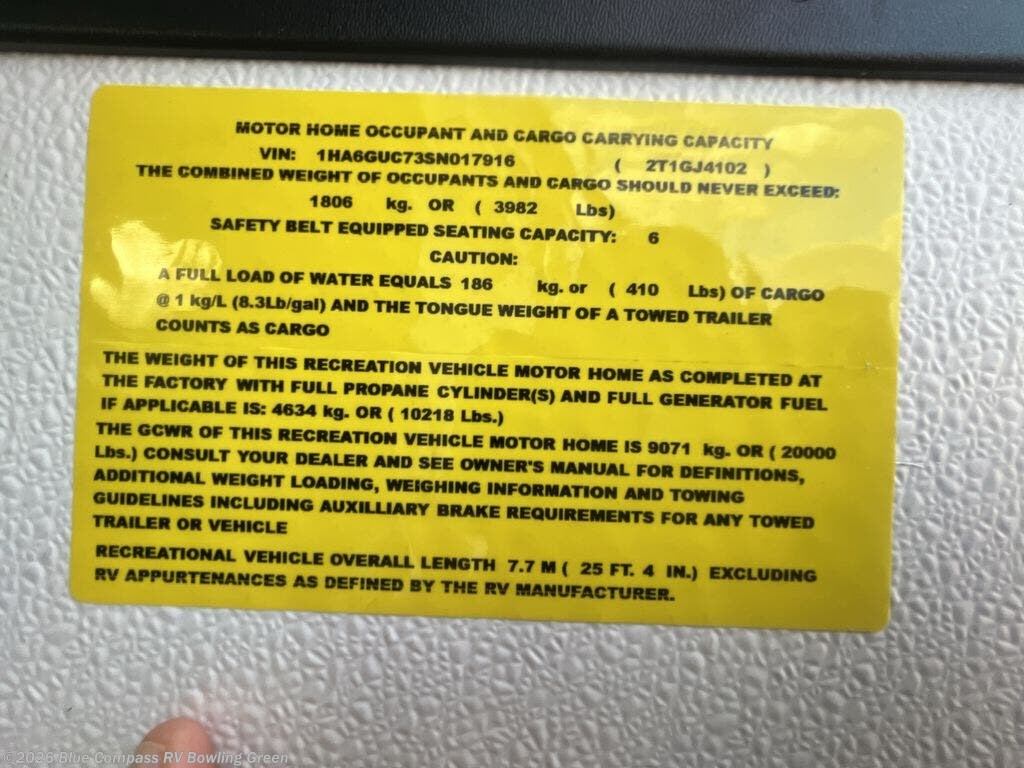 MOTOR HOME OCCUPANT AND CARGO CARRYING CAPACITY
VIN: 1HA6GUC73SN017916 ( 2T1GJ4102 )
THE COMBINED WEIGHT OF OCCUPANTS AND CARGO SHOULD NEVER EXCEED:
1806 kg. OR ( 3982 Lbs)
SAFETY BELT EQUIPPED SEATING CAPACITY: 6
CAUTION:
A FULL LOAD OF WATER EQUALS 186 kg. or ( 410 Lbs) OF CARGO
@ 1 kg/L (8.3Lb/gal) AND THE TONGUE WEIGHT OF A TOWED TRAILER
COUNTS AS CARGO
THE WEIGHT OF THIS RECREATION VEHICLE MOTOR HOME AS COMPLETED AT
THE FACTORY WITH FULL PROPANE CYLINDER(S) AND FULL GENERATOR FUEL
IF APPLICABLE IS: 4634 kg. OR ( 10218 Lbs.)
THE GCWR OF THIS RECREATION VEHICLE MOTOR HOME IS 9071 kg. OR ( 20000
Lbs.) CONSULT YOUR DEALER AND SEE OWNER'S MANUAL FOR DEFINITIONS,
ADDITIONAL WEIGHT LOADING, WEIGHING INFORMATION AND TOWING
GUIDELINES INCLUDING AUXILLIARY BRAKE REQUIREMENTS FOR ANY TOWED
TRAILER OR VEHICLE
RECREATIONAL VEHICLE OVERALL LENGTH 7.7 M ( 25 FT. 4 IN.) EXCLUDING
RV APPURTENANCES AS DEFINED BY THE RV MANUFACTURER.
©2026 Blue Compass RV Bowling Green